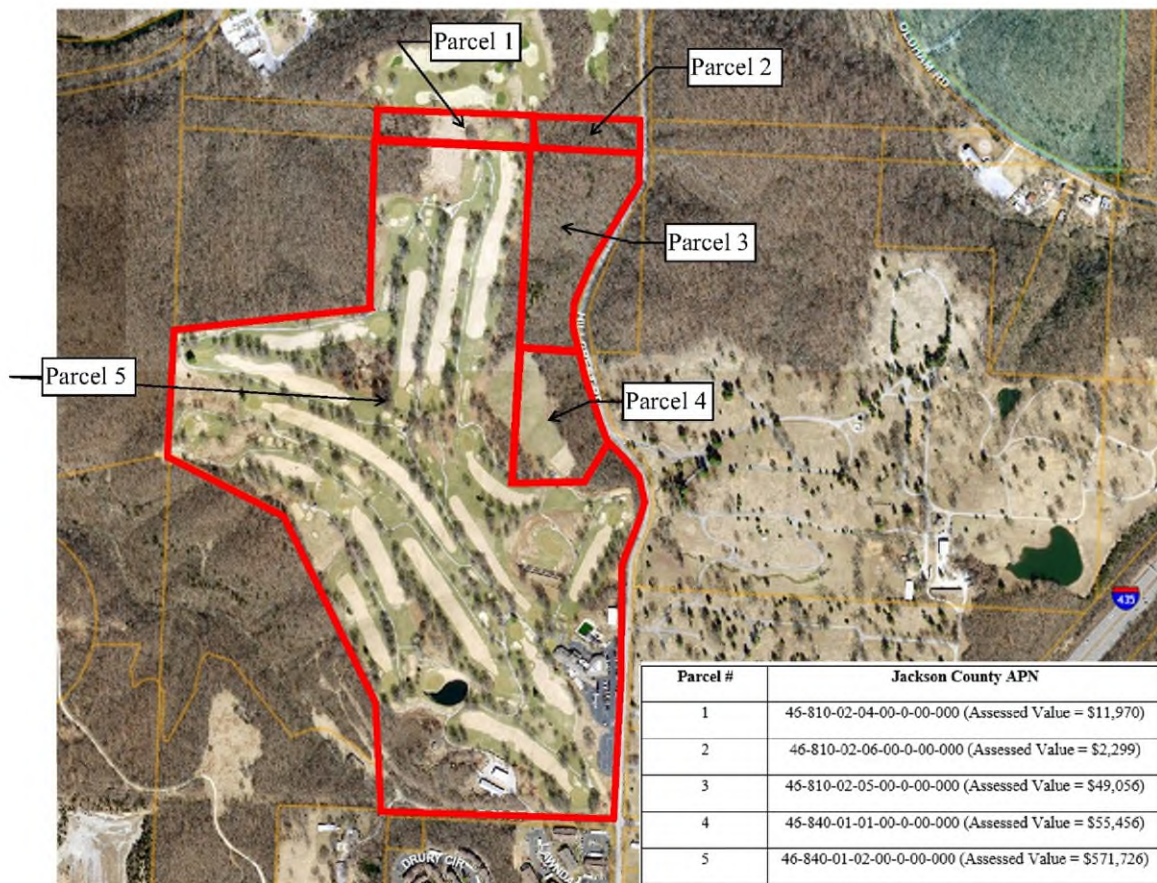 Parcel 1
Parcel 2
OLDHAM RD
Parcel 3
Parcel 5
Parcel 4
435
Parcel #	Jackson County APN
1	46-810-02-04-00-0-00-000 (Assessed Value = $11,970)
2	46-810-02-06-00-0-00-000 (Assessed Value = $2,299)
3	46-810-02-05-00-0-00-000 (Assessed Value = $49,056)
4	46-840-01-01-00-0-00-000 (Assessed Value = $55,456)
5	46-840-01-02-00-0-00-000 (Assessed Value = $571,726)
DRURY CIR